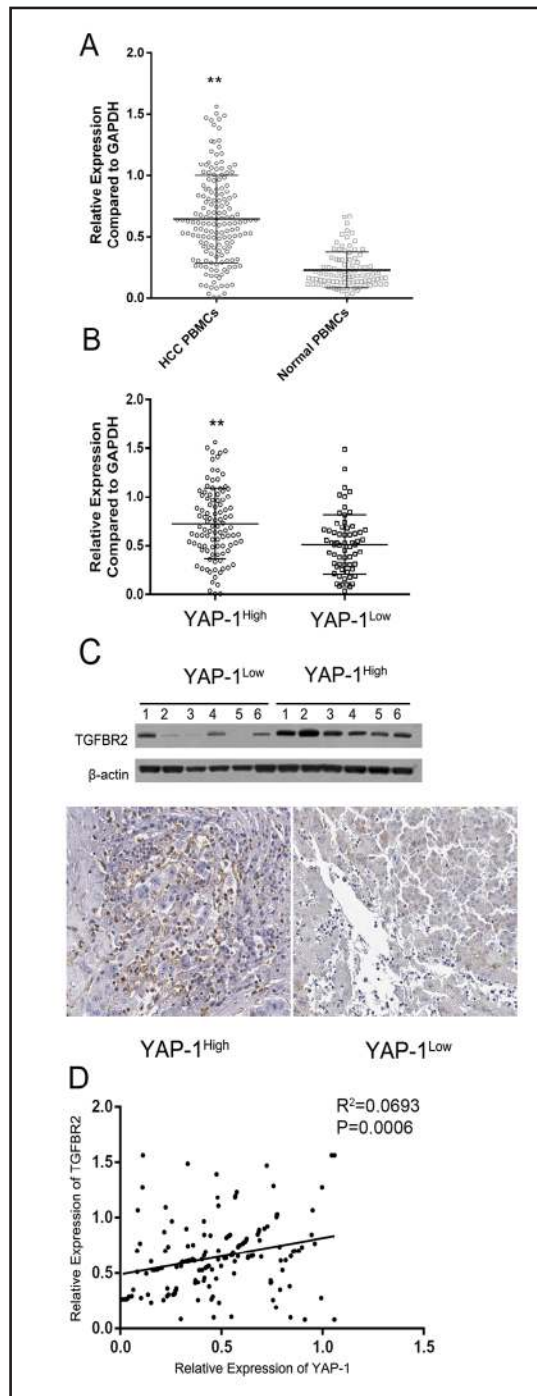 A
Relative Expression
Compared to GAPDH
2.0
1.5
1.0
0.5
0.0
**
HCC PBMCs
Normal PBMCs
B
Relative Expression
Compared to GAPDH
2.0
1.5
1.0
0.5
0.0
**
YAP-1High
YAP-1Low
C
YAP-1Low
YAP-1High
1 2 3 4 5 6 1 2 3 4 5 6
TGFBR2
β-actin
YAP-1High
YAP-1Low
D
R2=0.0693
P=0.0006
Relative Expression of TGFBR2
2.0
1.5
1.0
0.5
0.0
0.0 0.5 1.0 1.5
Relative Expression of YAP-1